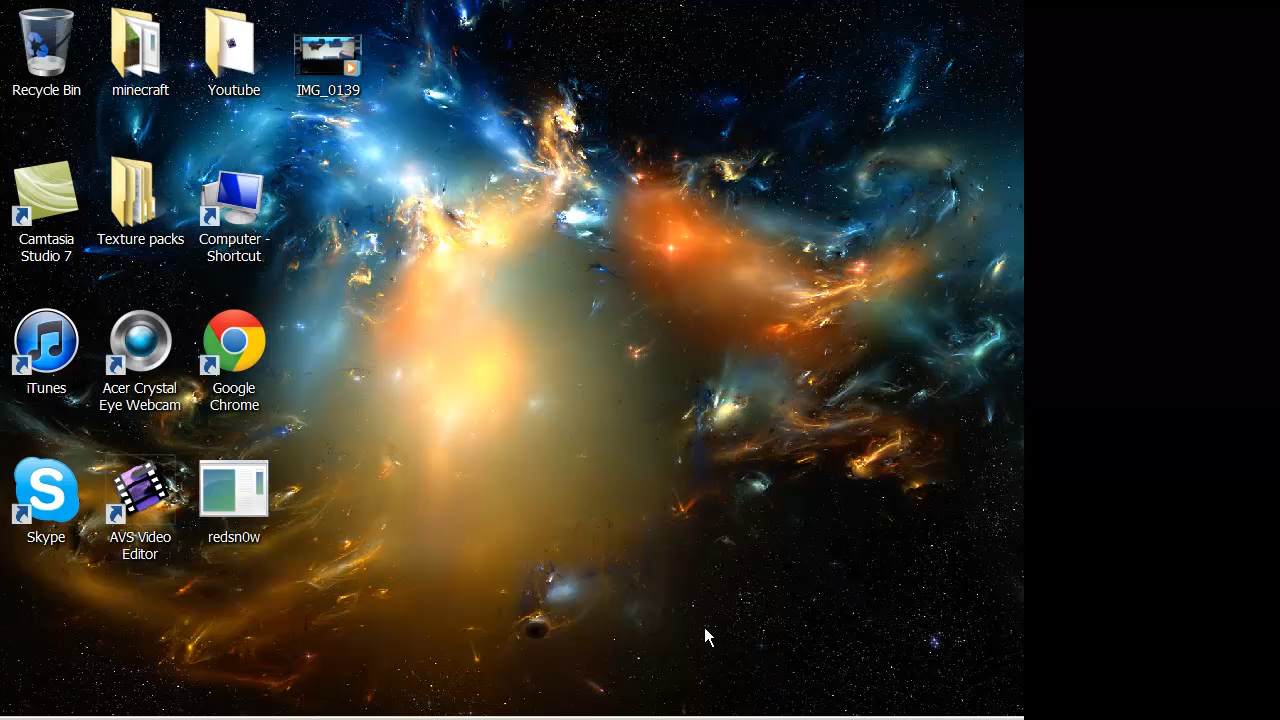 Recycle Bin
minecraft
Youtube
IMG_0139
Camtasia
Studio 7
Texture packs
Computer -
Shortcut
iTunes
Acer Crystal
Eye Webcam
Google
Chrome
Skype
AVS Video
Editor
redsn0w